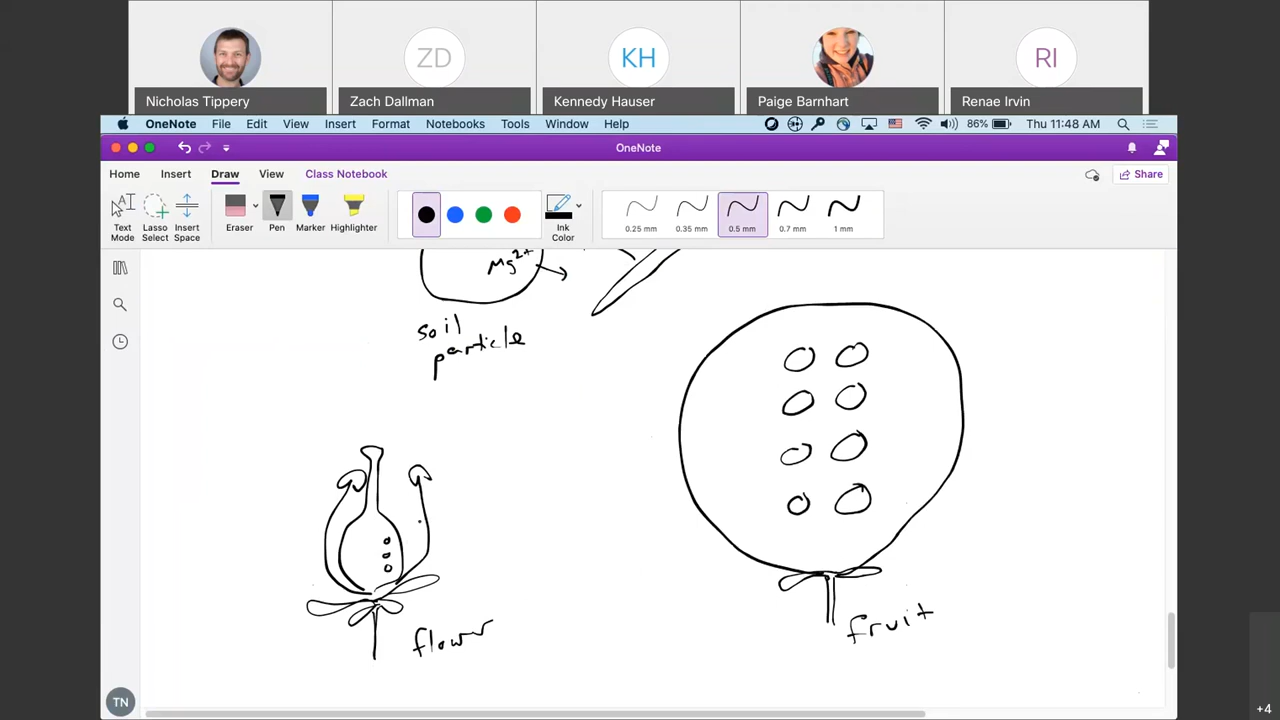 ZD
KH
RI
Nicholas Tippery
Zach Dallman
Kennedy Hauser
Paige Barnhart
Renae Irvin
OneNote File Edit View Insert Format Notebooks Tools Window Help 86% Thu 11:48 AM
OneNote
Home Insert Draw View Class Notebook Share
Text Mode
Lasso Select
Insert Space
Eraser
Pen
Marker
Highlighter
Ink Color
0.25 mm
0.35 mm
0.5 mm
0.7 mm
1 mm
Mg2+
soil
particle
flower
fruit
TN
+4